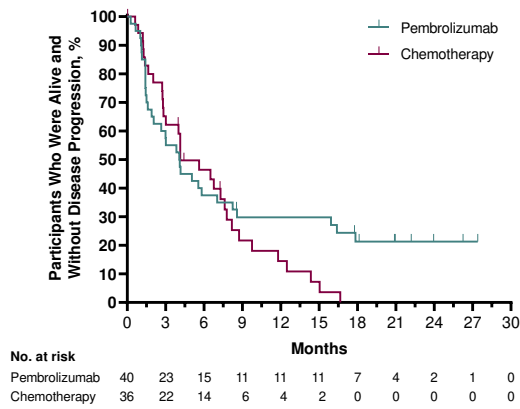 Participants Who Were Alive and
Without Disease Progression, %
100
90
80
70
60
50
40
30
20
10
0
Pembrolizumab
Chemotherapy
0 3 6 9 12 15 18 21 24 27 30
Months
No. at risk
Pembrolizumab 40 23 15 11 11 11 7 4 2 1 0
Chemotherapy 36 22 14 6 4 2 0 0 0 0 0